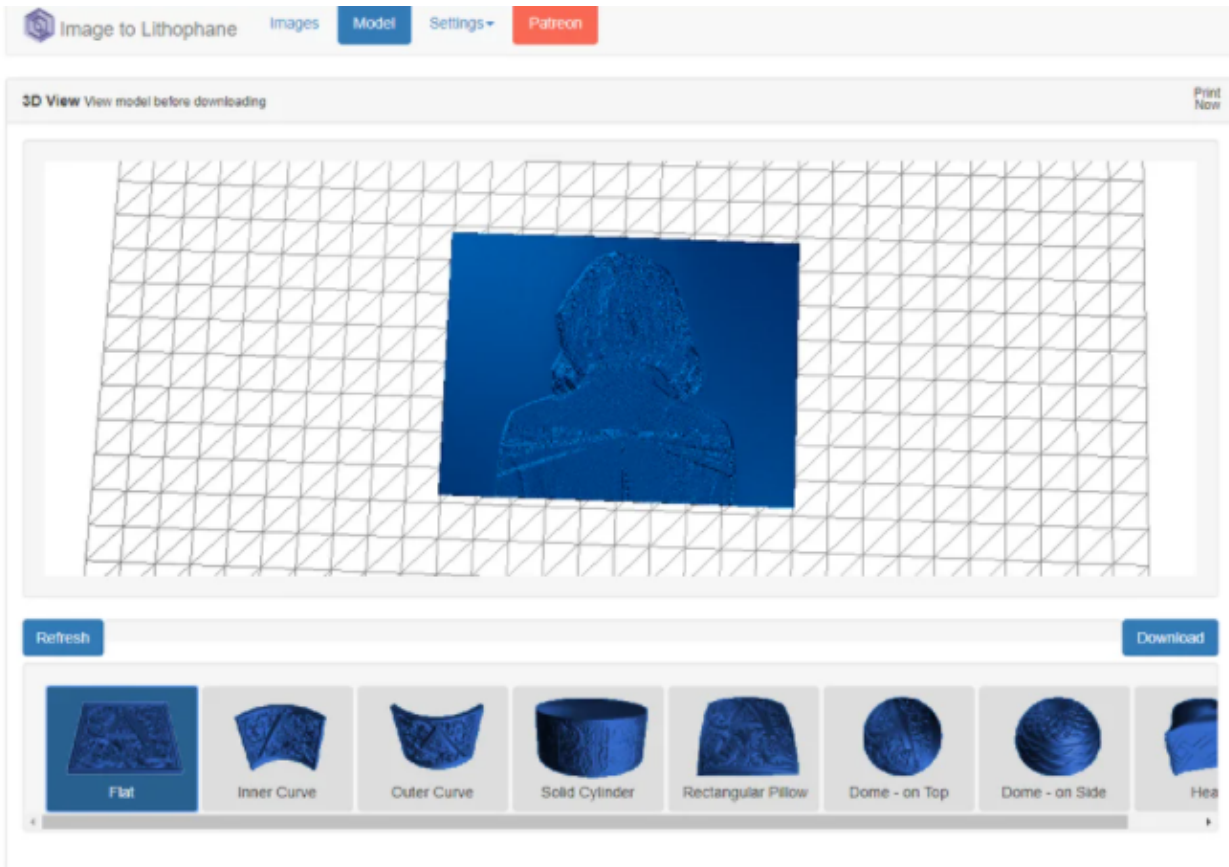 Image to Lithophane Images Model Settings Patreon
3D View View model before downloading
Print
Now
Refresh
Download
Flat Inner Curve Outer Curve Solid Cylinder Rectangular Pillow Dome - on Top Dome - on Side Hea